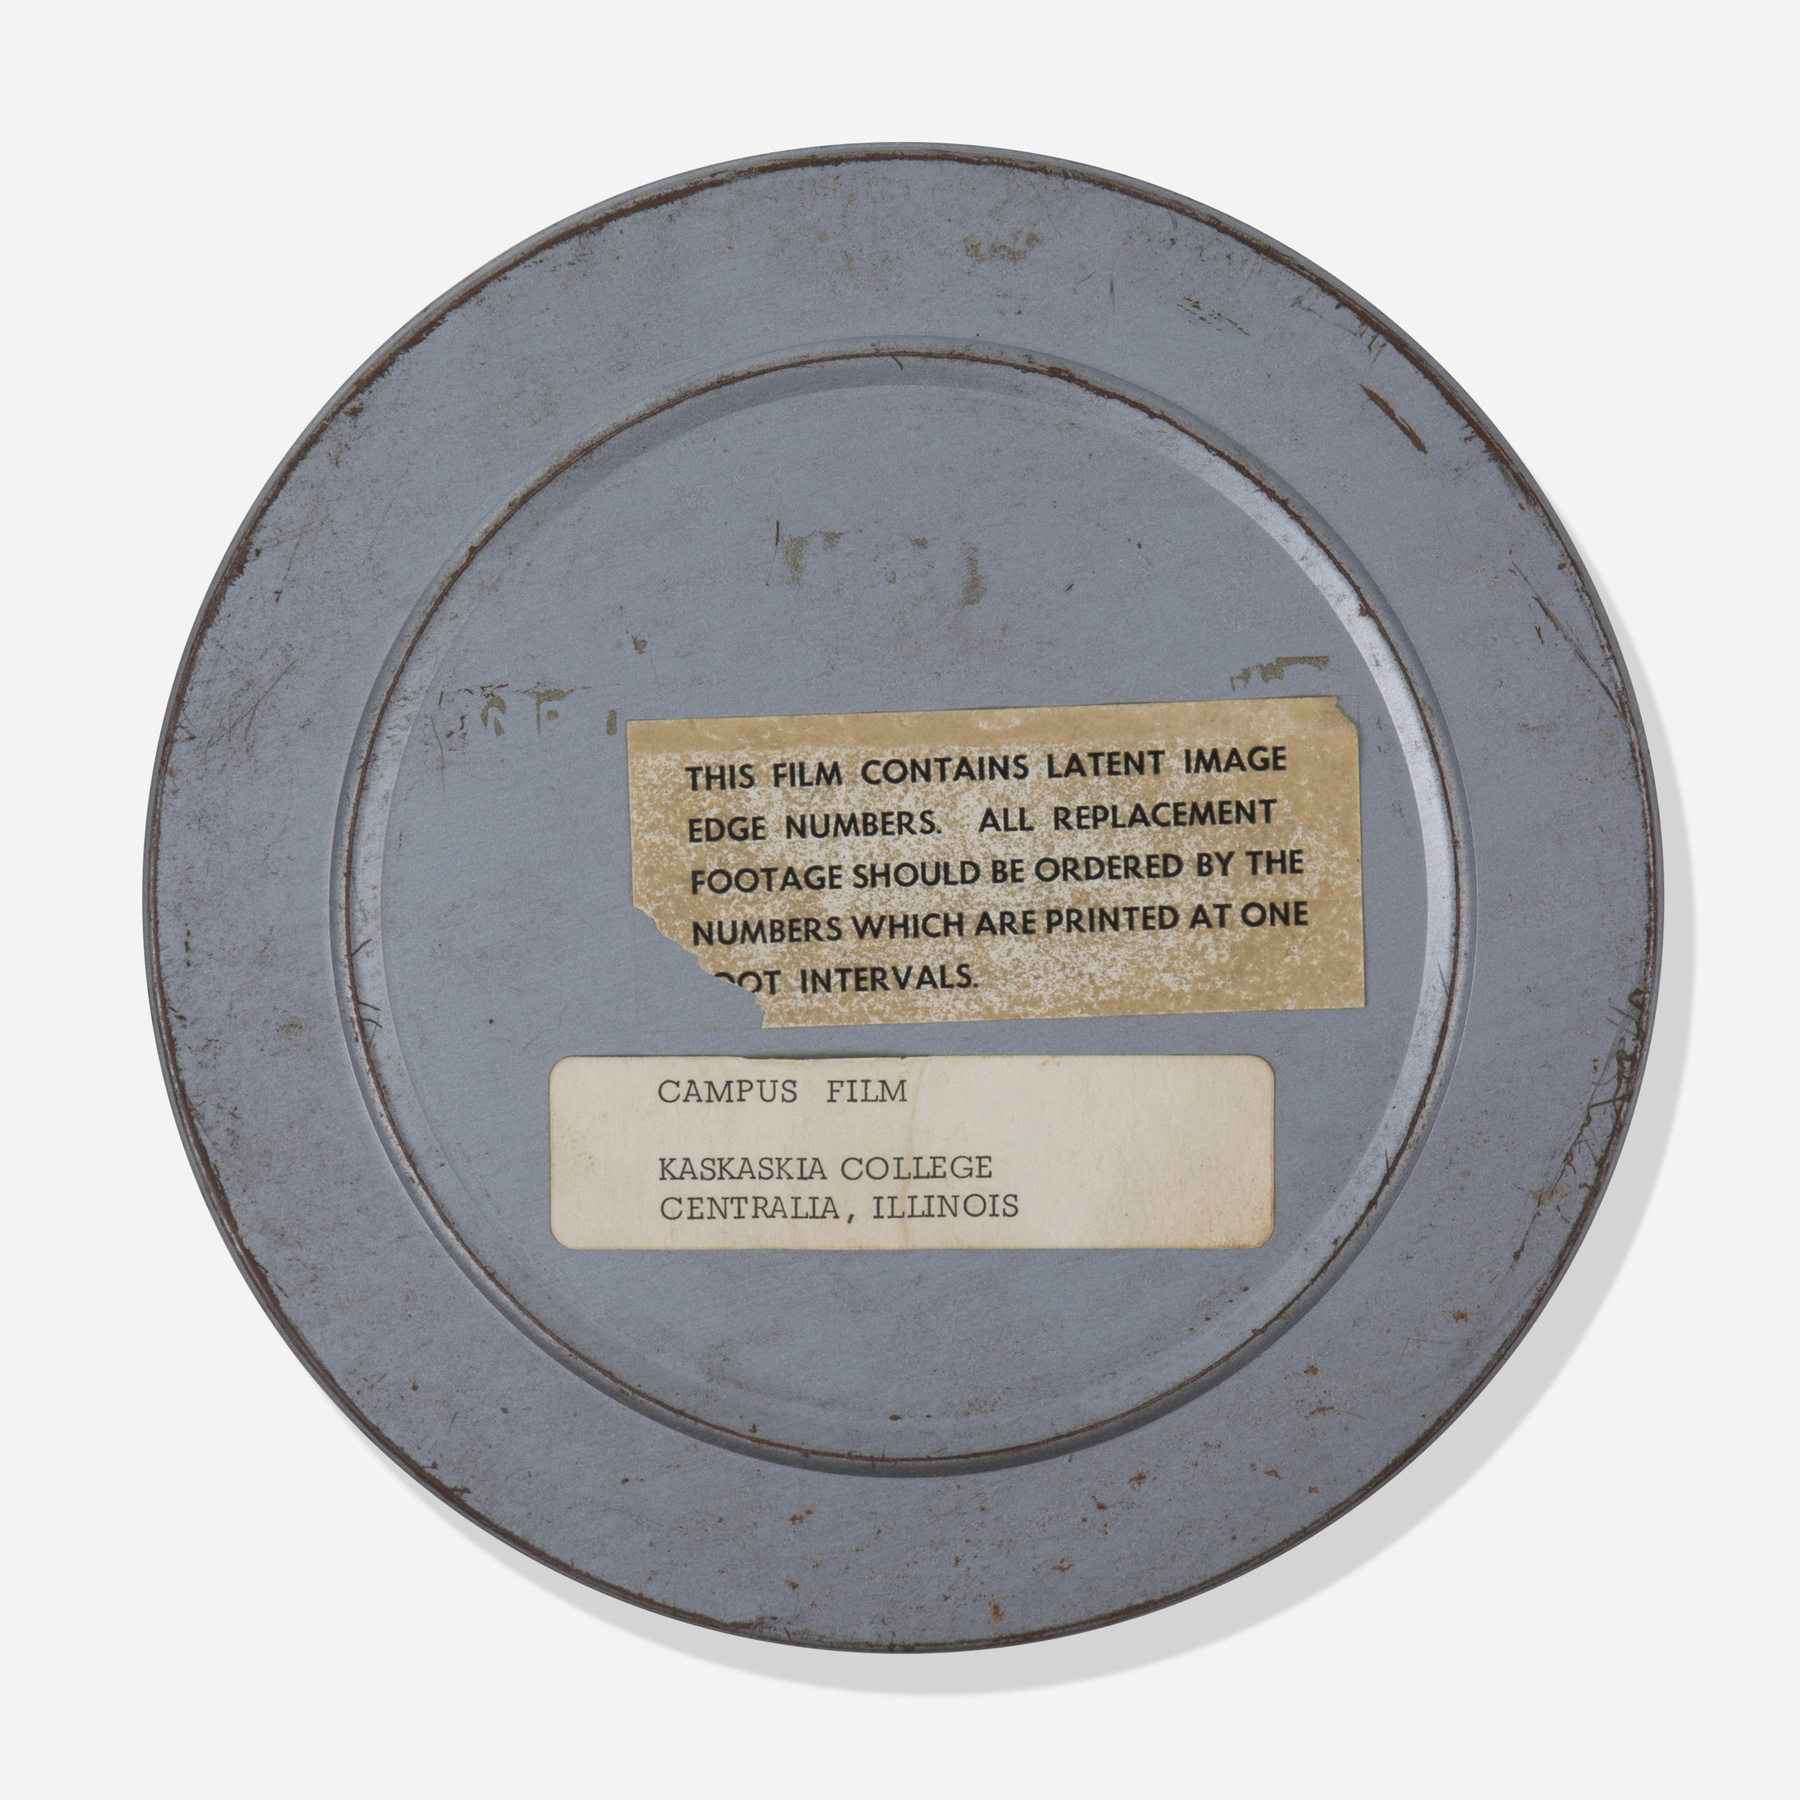 THIS FILM CONTAINS LATENT IMAGE
EDGE NUMBERS. ALL REPLACEMENT
FOOTAGE SHOULD BE ORDERED BY THE
NUMBERS WHICH ARE PRINTED AT ONE
OOT INTERVALS.
CAMPUS FILM
KASKASKIA COLLEGE
CENTRALIA, ILLINOIS